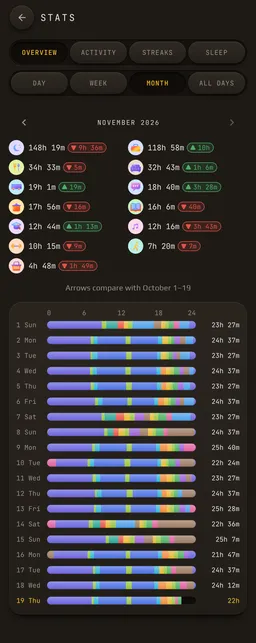 STATS
OVERVIEW ACTIVITY STREAKS SLEEP
DAY WEEK MONTH ALL DAYS
NOVEMBER 2026
148h 19m ▼ 9h 36m 118h 58m ▲ 10h
34h 33m ▼ 5m 32h 43m ▲ 1h 6m
19h 1m ▲ 19m 18h 40m ▲ 3h 28m
17h 56m ▼ 16m 16h 6m ▼ 40m
12h 44m ▲ 1h 13m 12h 16m ▼ 3h 43m
10h 15m ▼ 9m 7h 20m ▼ 7m
4h 48m ▼ 1h 49m
Arrows compare with October 1–19
0 6 12 18 24
1 Sun 23h 27m
2 Mon 24h 37m
3 Tue 23h 27m
4 Wed 24h 37m
5 Thu 23h 27m
6 Fri 24h 37m
7 Sat 23h 27m
8 Sun 24h 37m
9 Mon 25h 40m
10 Tue 22h 24m
11 Wed 23h 27m
12 Thu 24h 37m
13 Fri 25h 28m
14 Sat 22h 36m
15 Sun 25h 7m
16 Mon 21h 47m
17 Tue 24h 37m
18 Wed 24h 12m
19 Thu 22h